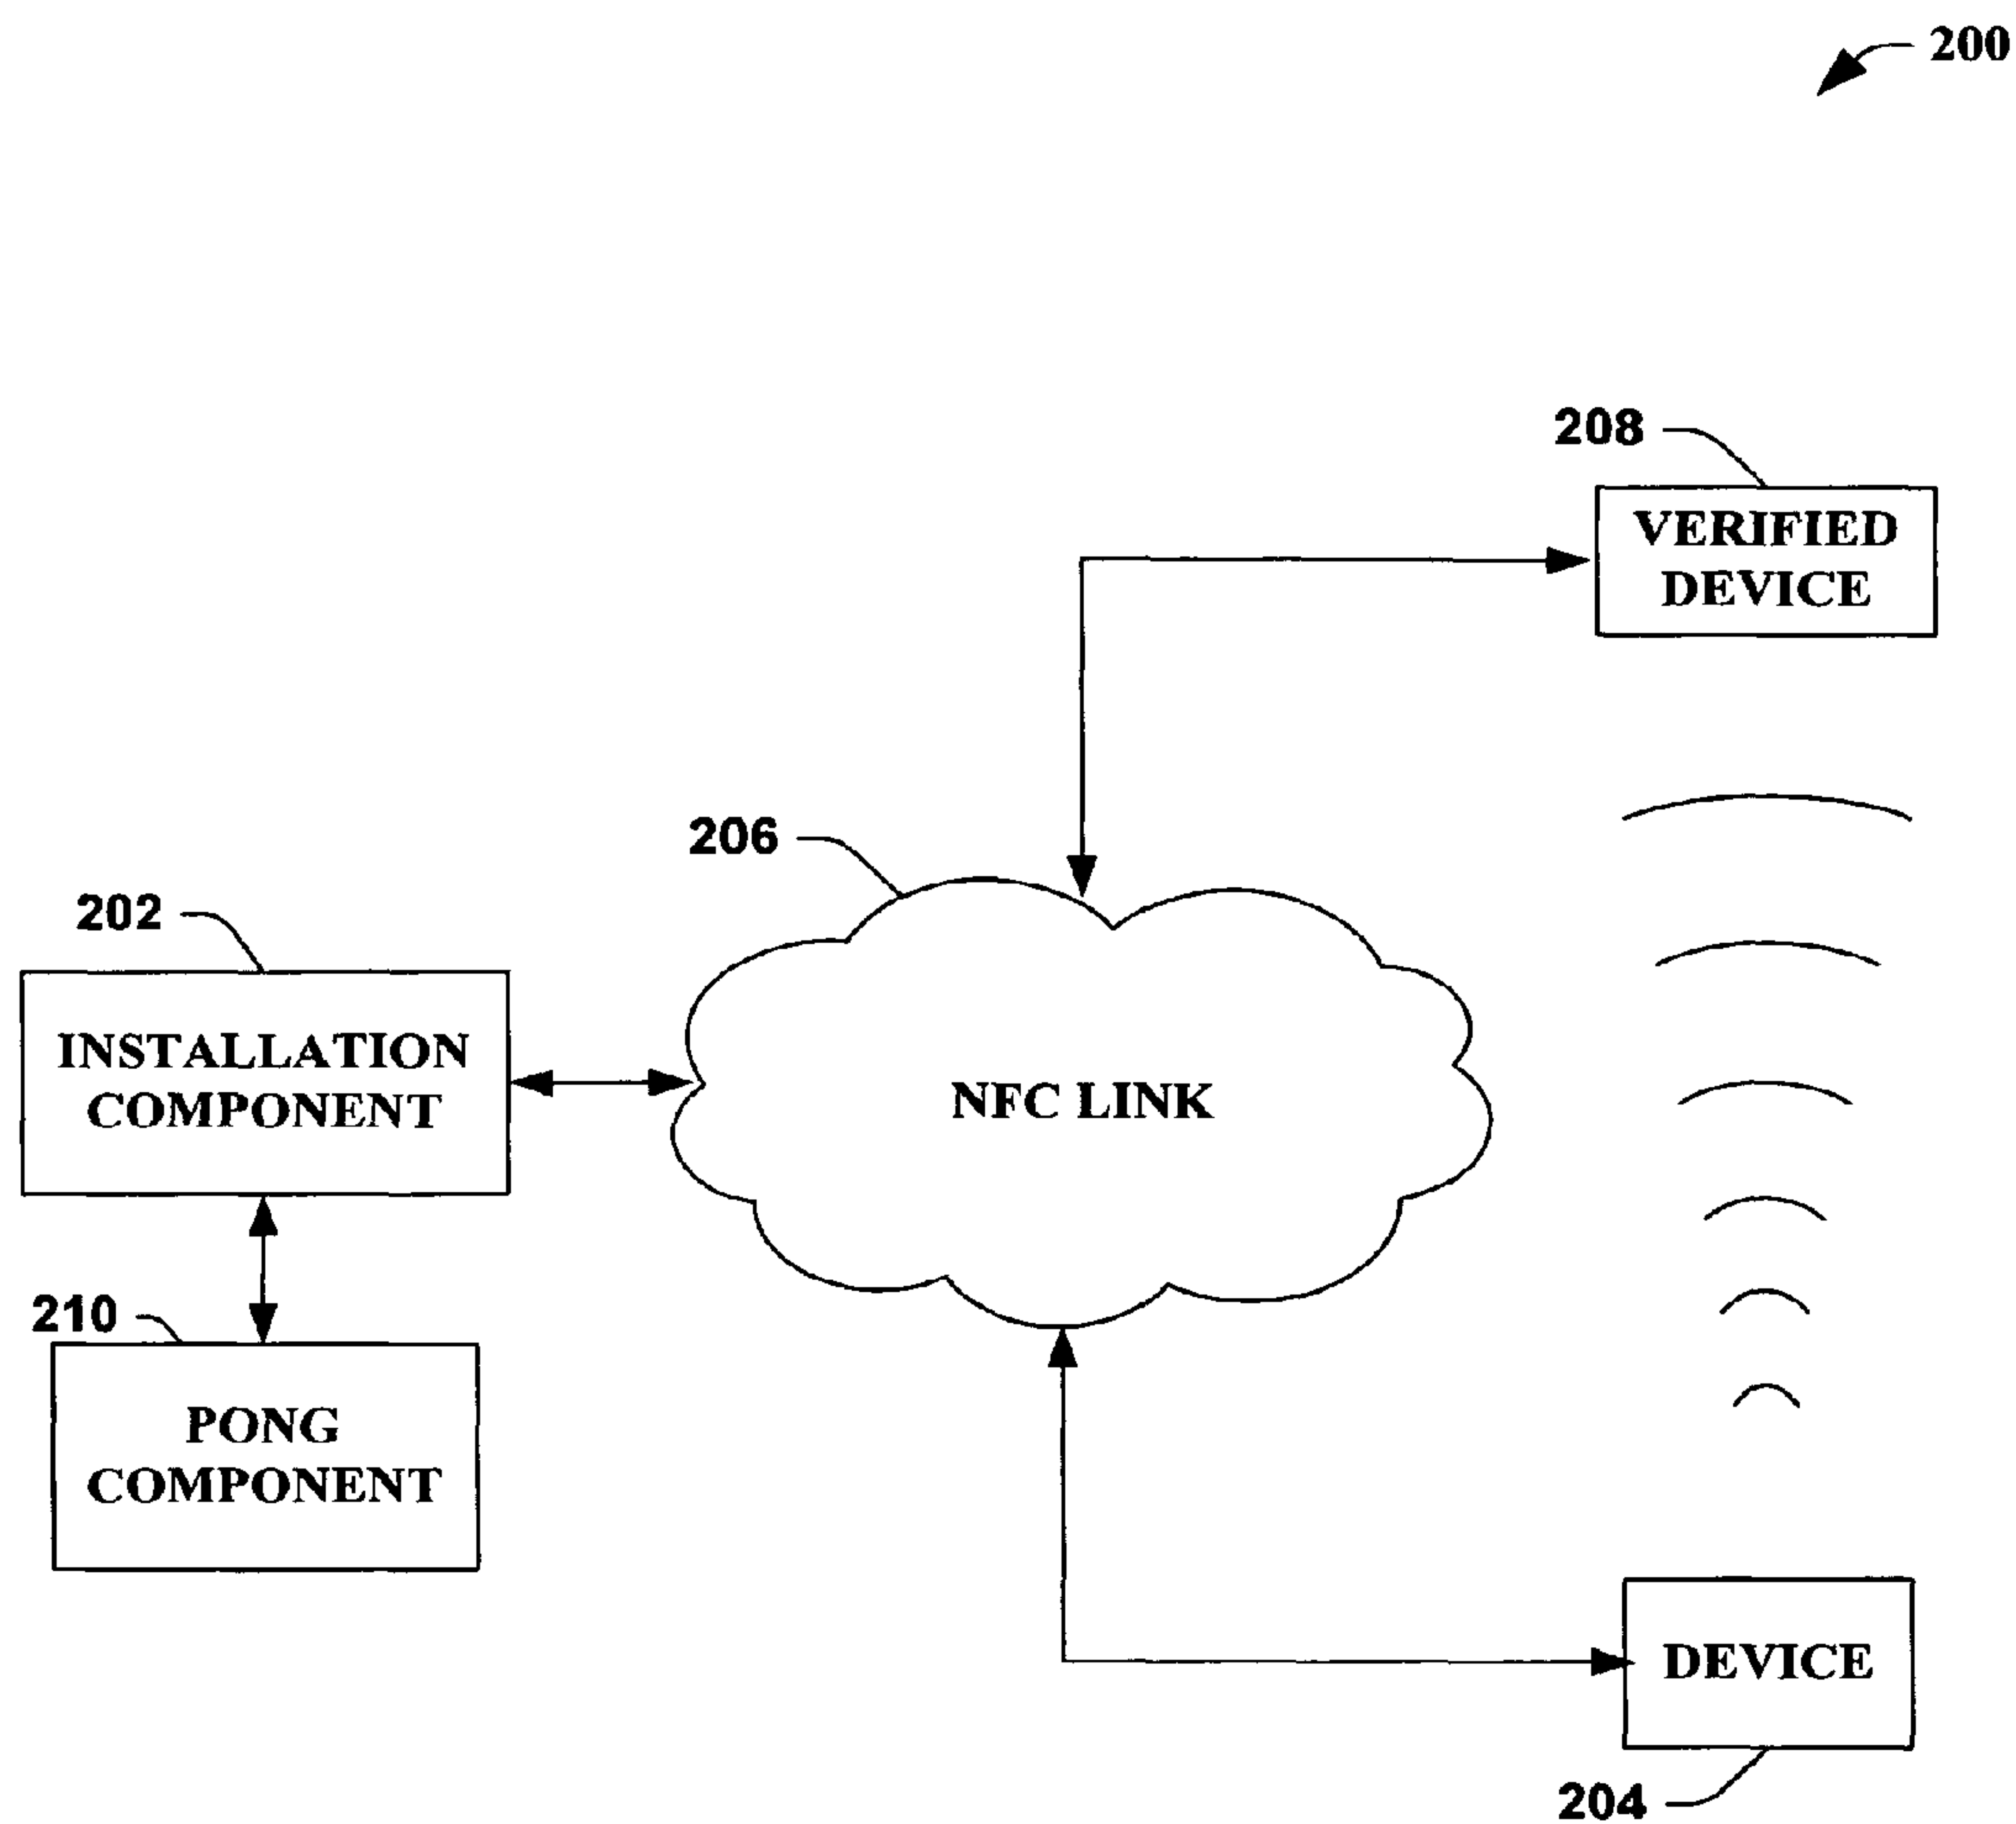 200
208
VERIFIED
DEVICE
206
202
INSTALLATION
COMPONENT
NFC LINK
210
PONG
COMPONENT
DEVICE
204